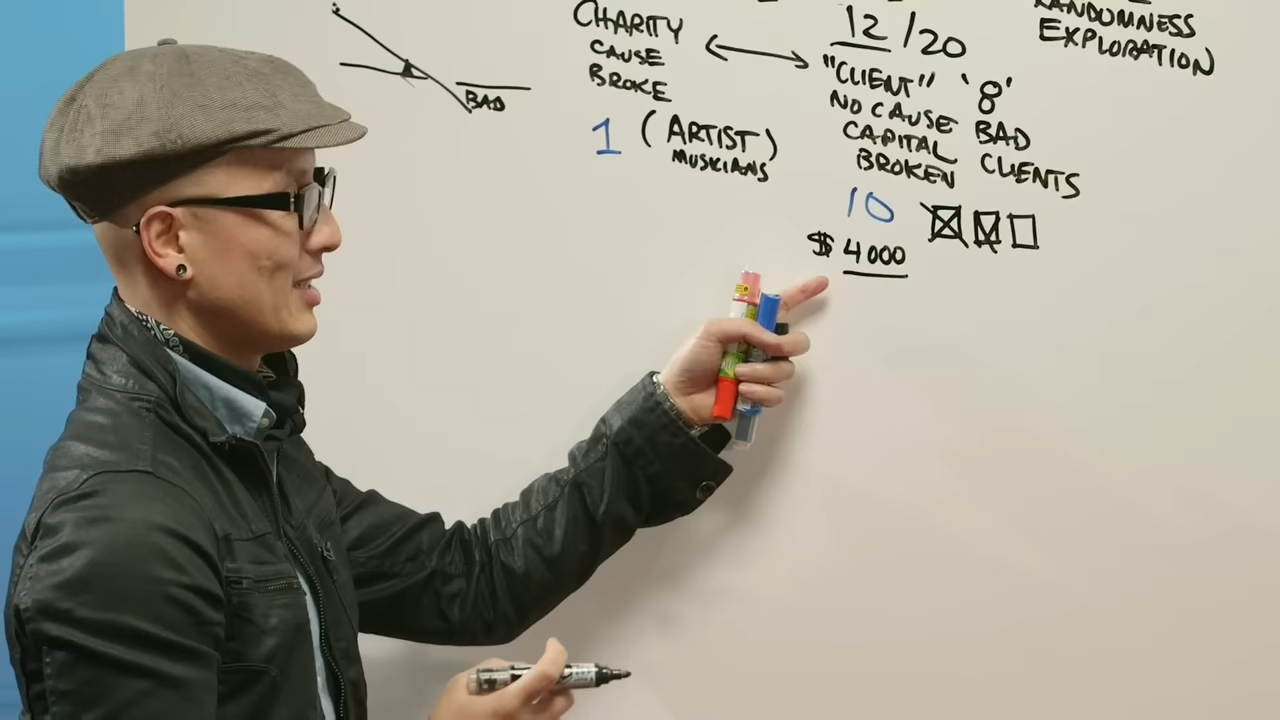 BAD
CHARITY
CAUSE
BROKE
1 (ARTIST)
MUSICIANS
12/20
"CLIENT" '8'
NO CAUSE BAD
CAPITAL CLIENTS
BROKEN
10
$4000
RANDOMNESS
EXPLORATION